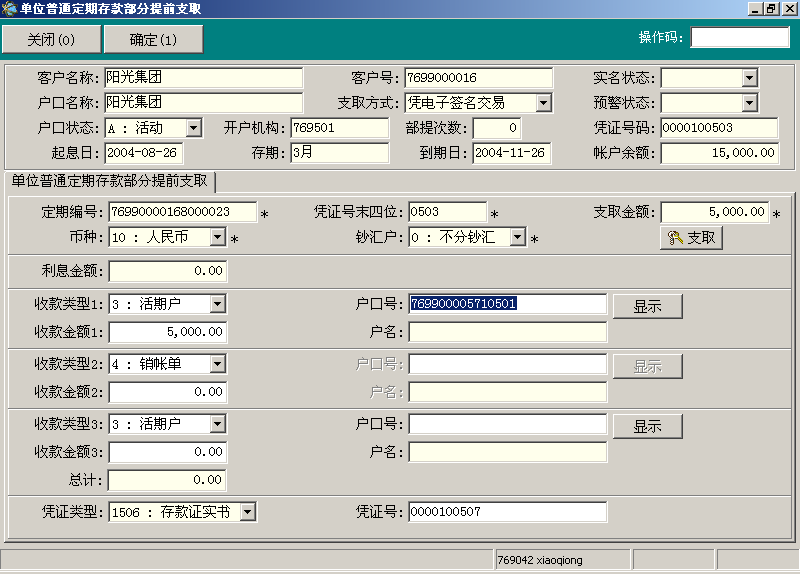 单位普通定期存款部分提前支取
关闭(0) 确定(1) 操作码:
客户名称: 阳光集团 客户号: 7699000016 实名状态:
户口名称: 阳光集团 支取方式: 凭电子签名交易 预警状态:
户口状态: A : 活动 开户机构: 769501 部提次数: 0 凭证号码: 0000100503
起息日: 2004-08-26 存期: 3月 到期日: 2004-11-26 帐户余额: 15,000.00
单位普通定期存款部分提前支取
定期编号: 76990000168000023 * 凭证号末四位: 0503 * 支取金额: 5,000.00 *
币种: 10 : 人民币 * 钞汇户: 0 : 不分钞汇 * 支取
利息金额: 0.00
收款类型1: 3 : 活期户 户口号: 769900005710501 显示
收款金额1: 5,000.00 户名:
收款类型2: 4 : 销帐单 户口号: 显示
收款金额2: 0.00 户名:
收款类型3: 3 : 活期户 户口号: 显示
收款金额3: 0.00 户名:
总计: 0.00
凭证类型: 1506 : 存款证实书 凭证号: 0000100507
769042 xiaoqiong